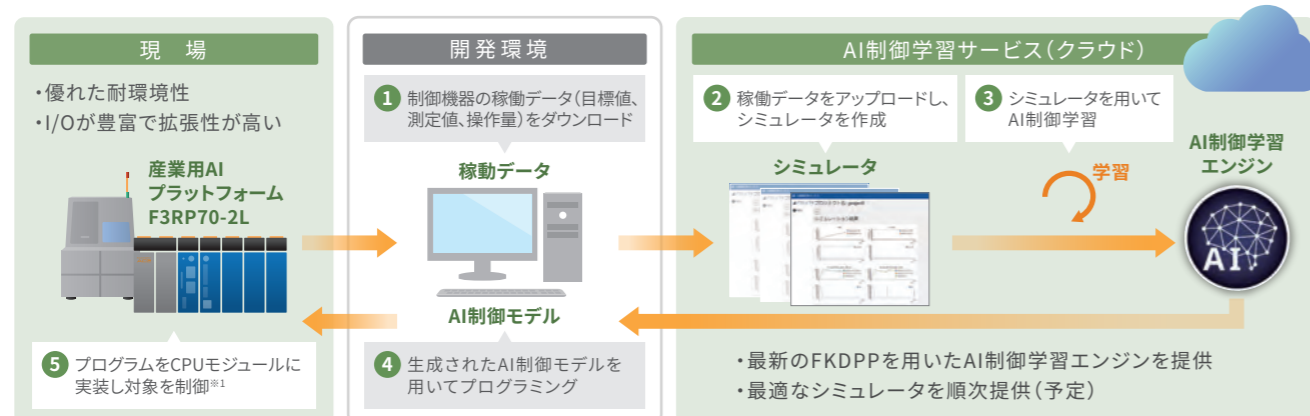 現 場
・優れた耐環境性
・I/Oが豊富で拡張性が高い
産業用AI
プラットフォーム
F3RP70-2L
5 プログラムをCPUモジュールに
実装し対象を制御※1
開発環境
1 制御機器の稼働データ(目標値、
測定値、操作量)をダウンロード
稼動データ
AI制御モデル
4 生成されたAI制御モデルを
用いてプログラミング
AI制御学習サービス(クラウド)
2 稼働データをアップロードし、
シミュレータを作成
3 シミュレータを用いて
AI制御学習
シミュレータ
学習
AI制御学習
エンジン
AI
・最新のFKDPPを用いたAI制御学習エンジンを提供
・最適なシミュレータを順次提供(予定)